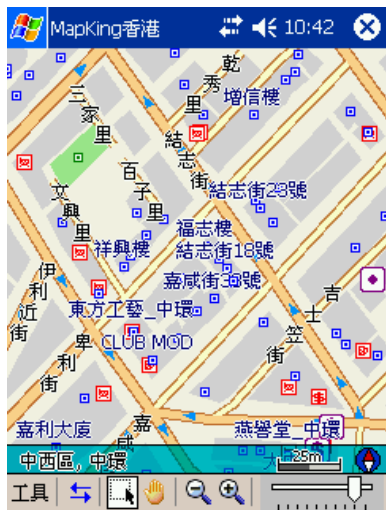 MapKing香港 10:42
乾秀里
增信樓
三家里
結志街
百子里
結志街23號
文興里
福志樓
祥興樓
結志街18號
伊利近街
嘉咸街33號
吉士笠街
東方工藝_中環
卑利街
CLUB MOD
嘉利大廈
嘉咸
燕譽堂_中環
中西區, 中環
25m
工具